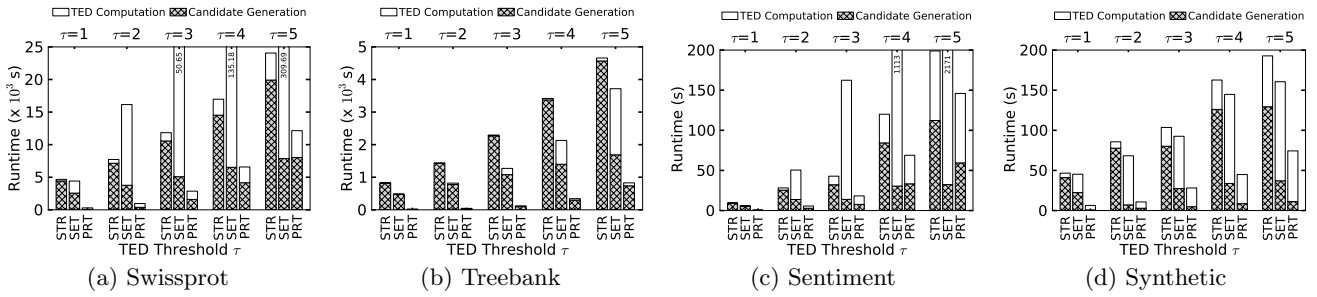 TED Computation Candidate Generation
τ=1 τ=2 τ=3 τ=4 τ=5
Runtime (x 10³ s)
25
20
15
10
5
0
50.65
135.18
309.69
STR SET PRT STR SET PRT STR SET PRT STR SET PRT STR SET PRT
TED Threshold τ
(a) Swissprot
TED Computation Candidate Generation
τ=1 τ=2 τ=3 τ=4 τ=5
Runtime (x 10³ s)
5
4
3
2
1
0
STR SET PRT STR SET PRT STR SET PRT STR SET PRT STR SET PRT
TED Threshold τ
(b) Treebank
TED Computation Candidate Generation
τ=1 τ=2 τ=3 τ=4 τ=5
Runtime (s)
200
150
100
50
0
1113
2171
STR SET PRT STR SET PRT STR SET PRT STR SET PRT STR SET PRT
TED Threshold τ
(c) Sentiment
TED Computation Candidate Generation
τ=1 τ=2 τ=3 τ=4 τ=5
Runtime (s)
200
150
100
50
0
STR SET PRT STR SET PRT STR SET PRT STR SET PRT STR SET PRT
TED Threshold τ
(d) Synthetic